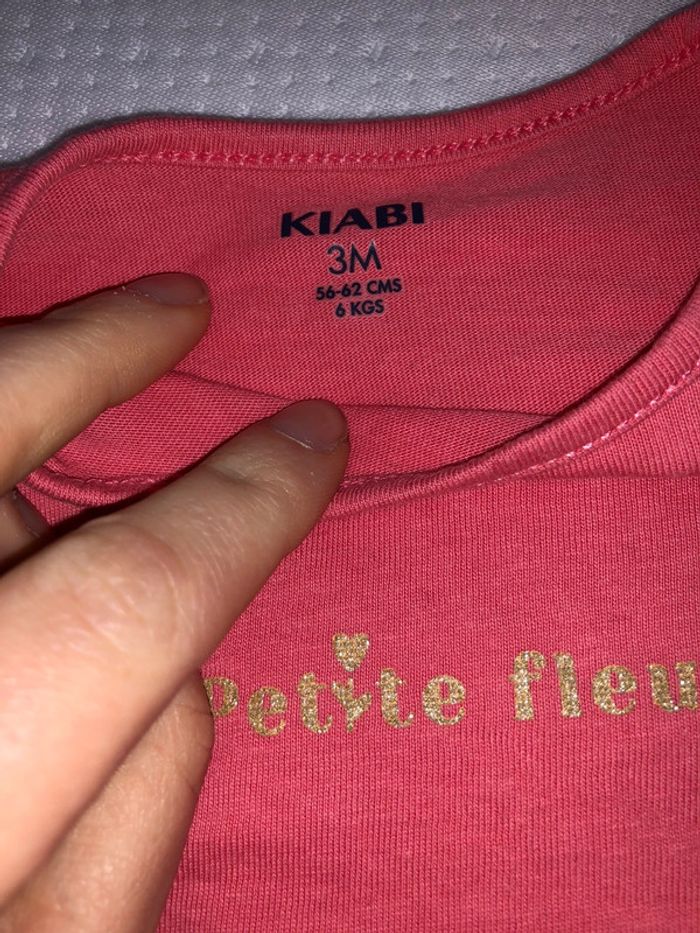 KIABI
3M
56-62 CMS
6 KGS
Petite fleu